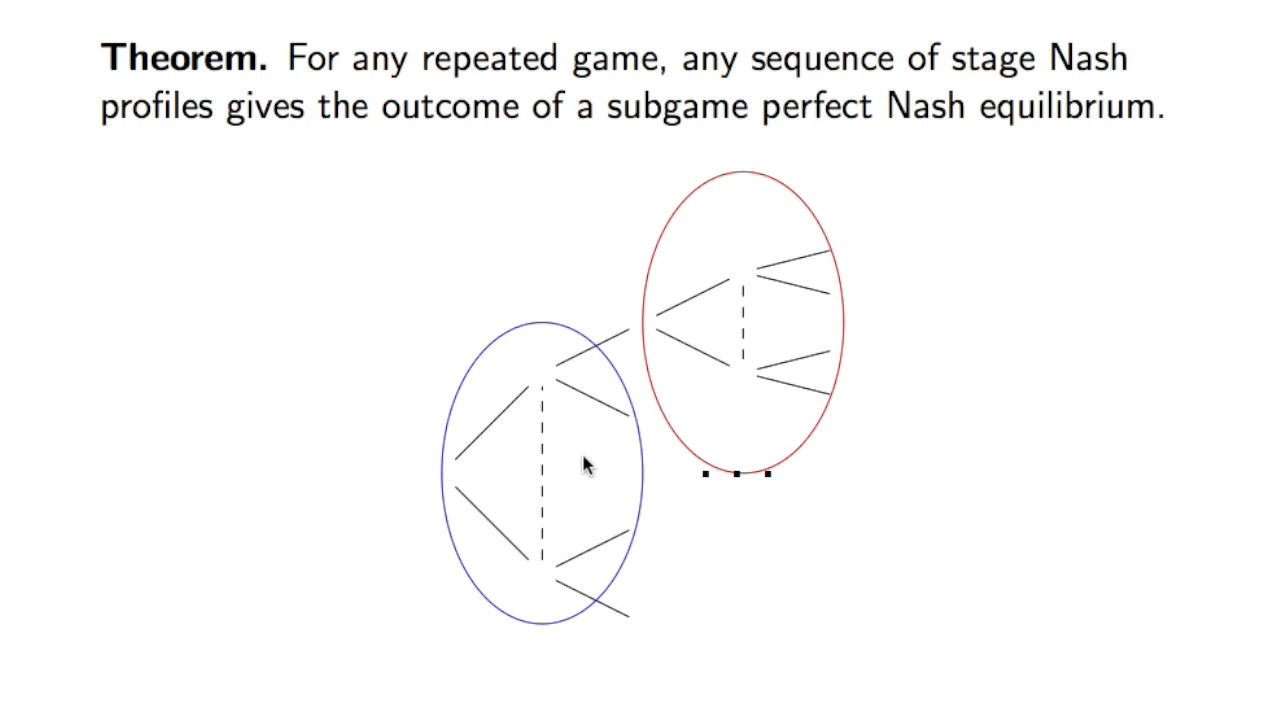 Theorem. For any repeated game, any sequence of stage Nash
profiles gives the outcome of a subgame perfect Nash equilibrium.
. . .